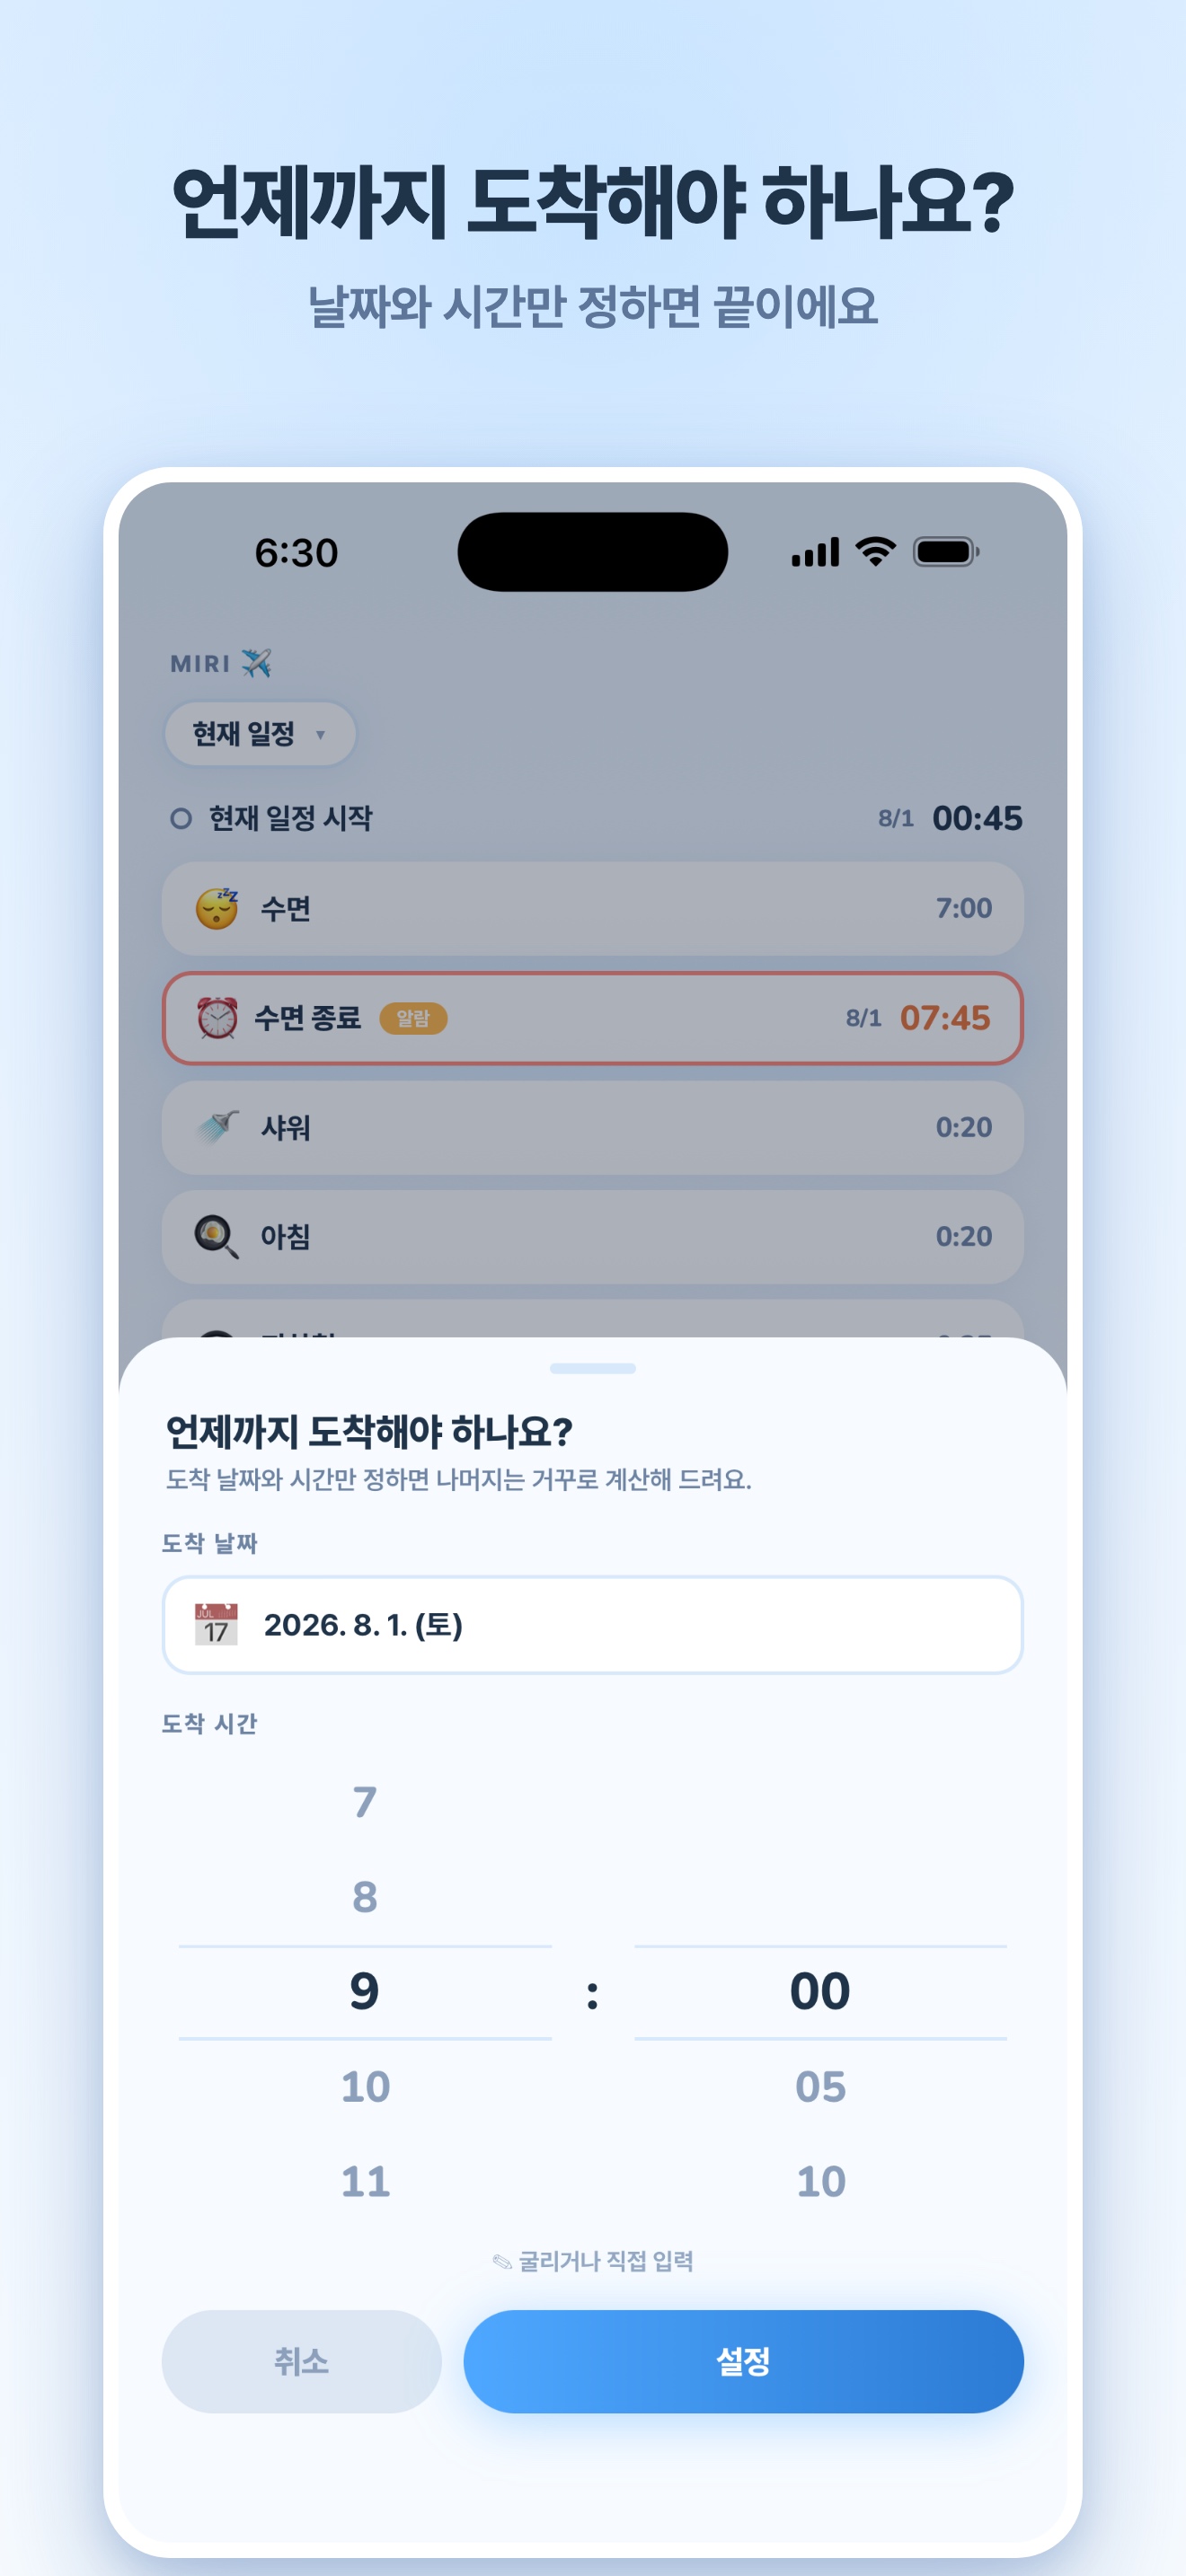 언제까지 도착해야 하나요?
날짜와 시간만 정하면 끝이에요
6:30
MIRI ✈️
현재 일정 ▼
현재 일정 시작 8/1 00:45
😴 수면 7:00
⏰ 수면 종료 알람 8/1 07:45
🚿 샤워 0:20
🍳 아침 0:20
언제까지 도착해야 하나요?
도착 날짜와 시간만 정하면 나머지는 거꾸로 계산해 드려요.
도착 날짜
JUL 17 2026. 8. 1. (토)
도착 시간
7
8
9 : 00
10 05
11 10
✎ 굴리거나 직접 입력
취소 설정